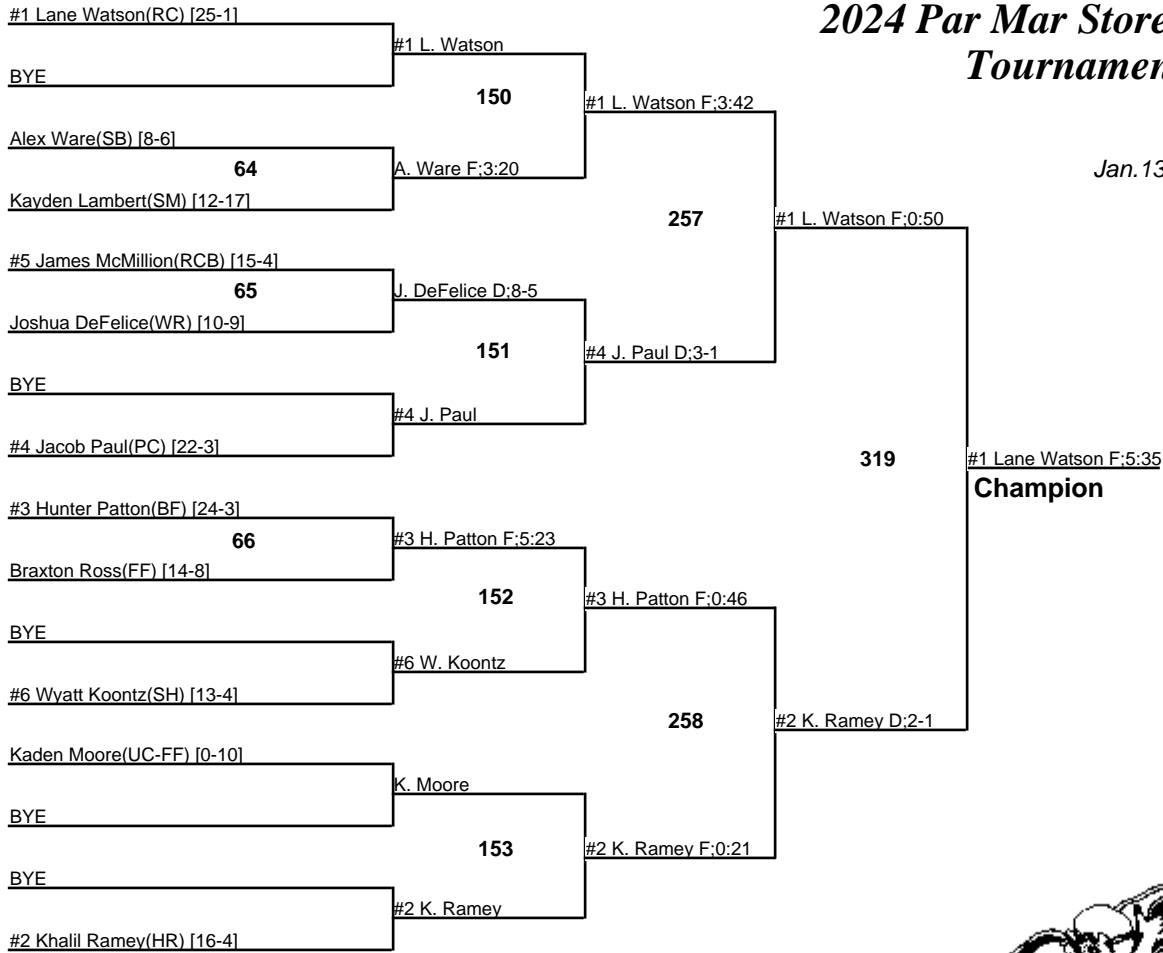 #1 Lane Watson(RC) [25-1]
2024 Par Mar Store
Tournamen
#1 L. Watson
BYE
150
#1 L. Watson F;3:42
Alex Ware(SB) [8-6]
64
A. Ware F;3:20
Jan.13
Kayden Lambert(SM) [12-17]
257
#1 L. Watson F;0:50
#5 James McMillion(RCB) [15-4]
65
J. DeFelice D;8-5
Joshua DeFelice(WR) [10-9]
151
#4 J. Paul D;3-1
BYE
#4 J. Paul
#4 Jacob Paul(PC) [22-3]
319
#1 Lane Watson F;5:35
Champion
#3 Hunter Patton(BF) [24-3]
66
#3 H. Patton F;5:23
Braxton Ross(FF) [14-8]
152
#3 H. Patton F;0:46
BYE
#6 W. Koontz
#6 Wyatt Koontz(SH) [13-4]
258
#2 K. Ramey D;2-1
Kaden Moore(UC-FF) [0-10]
K. Moore
BYE
153
#2 K. Ramey F;0:21
BYE
#2 K. Ramey
#2 Khalil Ramey(HR) [16-4]